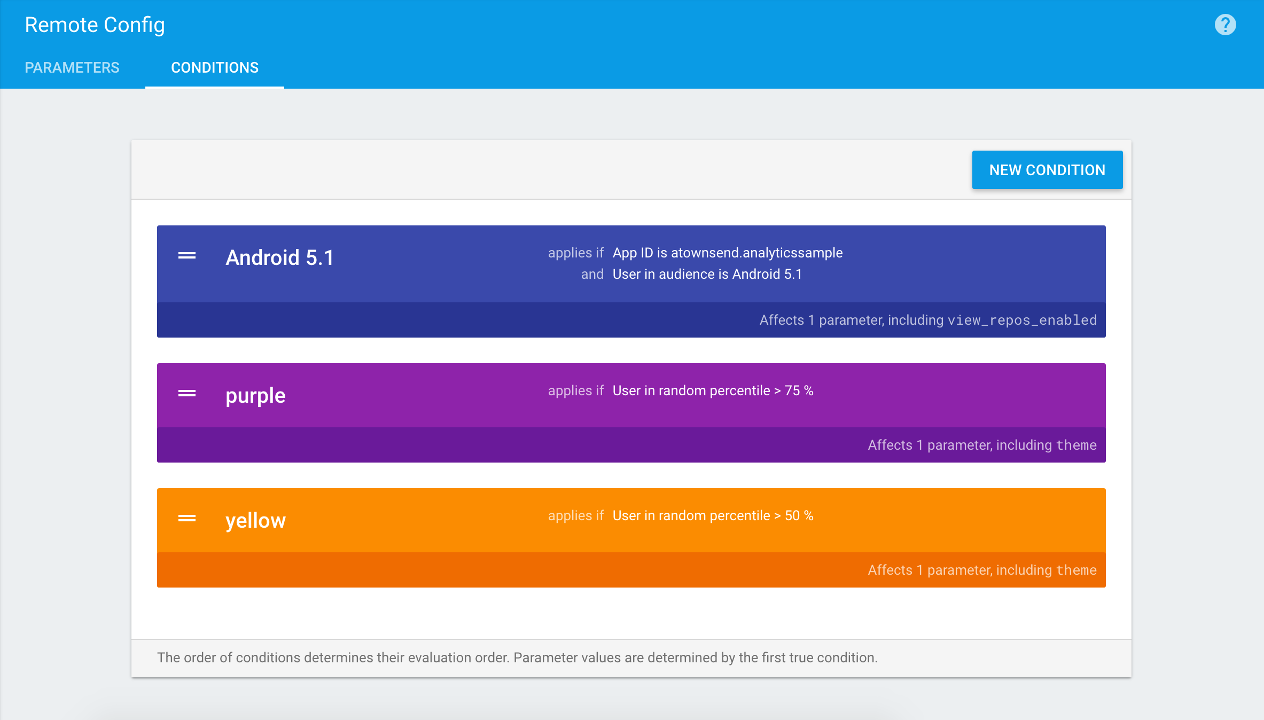 Remote Config
?
PARAMETERS CONDITIONS
NEW CONDITION
Android 5.1
applies if App ID is atownsend.analyticssample
and User in audience is Android 5.1
Affects 1 parameter, including view_repos_enabled
purple
applies if User in random percentile > 75 %
Affects 1 parameter, including theme
yellow
applies if User in random percentile > 50 %
Affects 1 parameter, including theme
The order of conditions determines their evaluation order. Parameter values are determined by the first true condition.